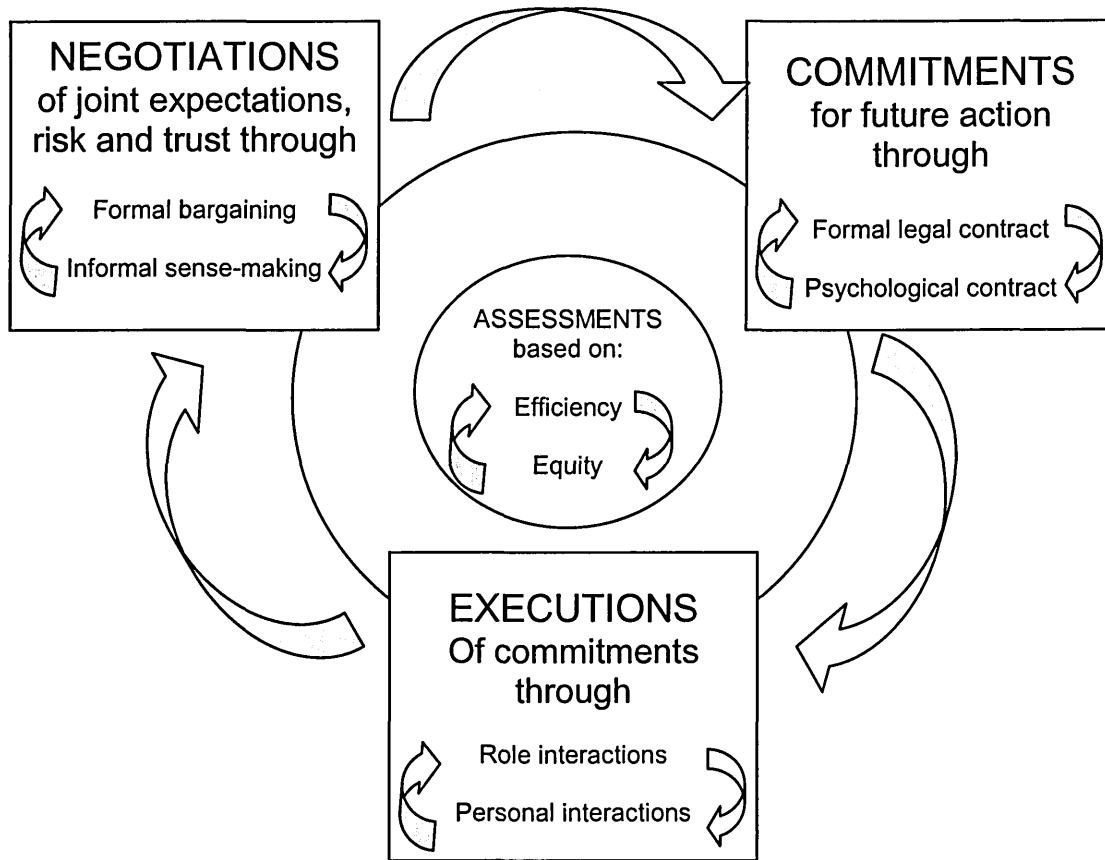 NEGOTIATIONS
of joint expectations,
risk and trust through
Formal bargaining
Informal sense-making
COMMITMENTS
for future action
through
Formal legal contract
Psychological contract
ASSESSMENTS
based on:
Efficiency
Equity
EXECUTIONS
Of commitments
through
Role interactions
Personal interactions